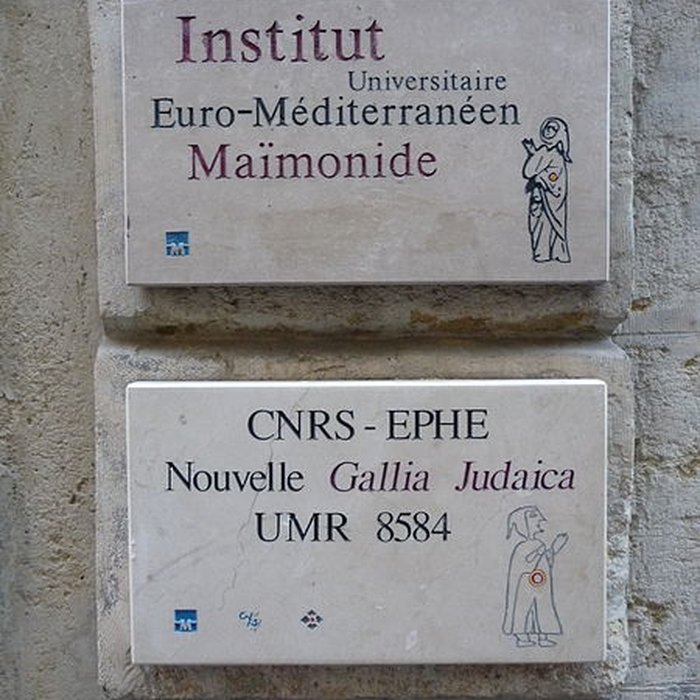 Institut
Universitaire
Euro-Méditerranéen
Maïmonide
M
CNRS - EPHE
Nouvelle Gallia Judaica
UMR 8584
M